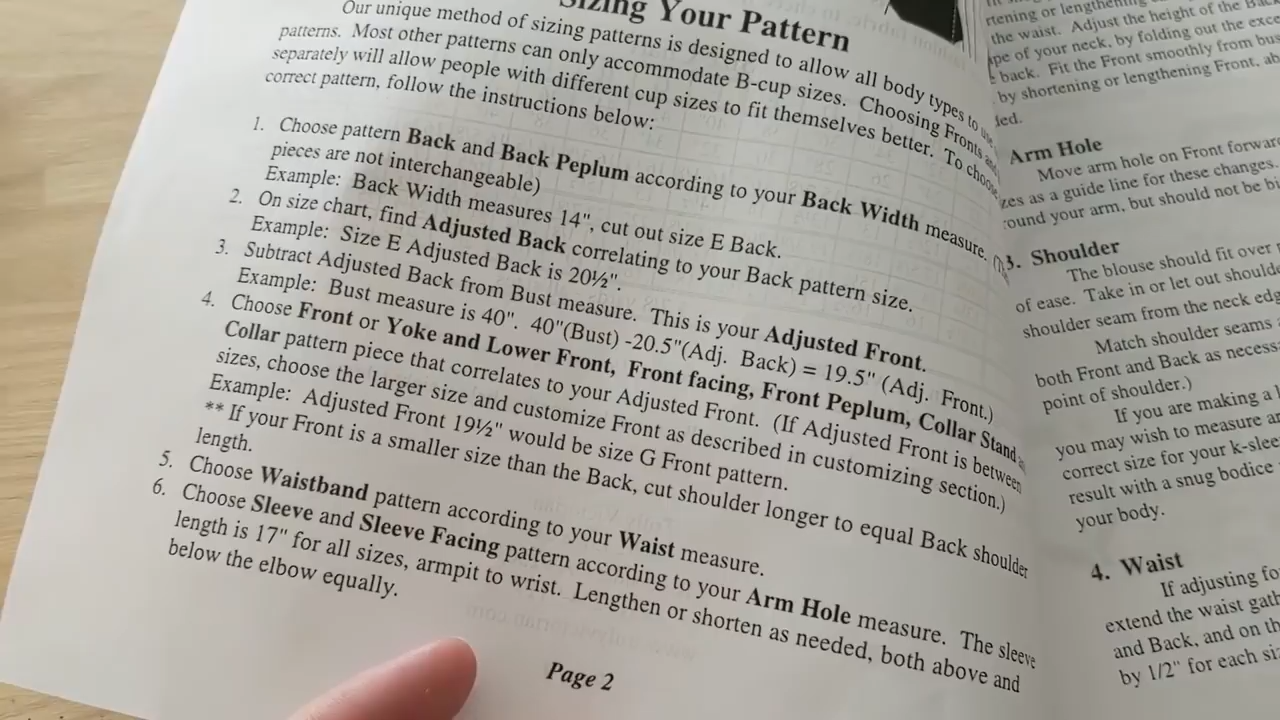 Sizing Your Pattern
Our unique method of sizing patterns is designed to allow all body types to
patterns. Most other patterns can only accommodate B-cup sizes. Choosing Fronts
separately will allow people with different cup sizes to fit themselves better. To choose
correct pattern, follow the instructions below:
1. Choose pattern Back and Back Peplum according to your Back Width measure.
pieces are not interchangeable)
Example: Back Width measures 14", cut out size E Back.
2. On size chart, find Adjusted Back correlating to your Back pattern size.
Example: Size E Adjusted Back is 20½".
3. Subtract Adjusted Back from Bust measure. This is your Adjusted Front.
Example: Bust measure is 40". 40"(Bust) -20.5"(Adj. Back) = 19.5" (Adj. Front.)
4. Choose Front or Yoke and Lower Front, Front facing, Front Peplum, Collar Stand
Collar pattern piece that correlates to your Adjusted Front. (If Adjusted Front is between
sizes, choose the larger size and customize Front as described in customizing section.)
Example: Adjusted Front 19½" would be size G Front pattern.
** If your Front is a smaller size than the Back, cut shoulder longer to equal Back shoulder
length.
5. Choose Waistband pattern according to your Waist measure.
6. Choose Sleeve and Sleeve Facing pattern according to your Arm Hole measure. The sleeve
length is 17" for all sizes, armpit to wrist. Lengthen or shorten as needed, both above and
below the elbow equally.
Page 2
the waist. Adjust the height of the
of your neck, by folding out the
back. Fit the Front smoothly from
by shortening or lengthening Front,
Arm Hole
Move arm hole on Front
as a guide line for these changes.
your arm, but should not be
3. Shoulder
The blouse should fit over
of ease. Take in or let out
shoulder seam from the neck
Match shoulder seams
both Front and Back as
point of shoulder.)
If you are making a
you may wish to measure
correct size for your
result with a snug bodice
your body.
4. Waist
If adjusting
extend the waist
and Back, and on
by 1/2" for each